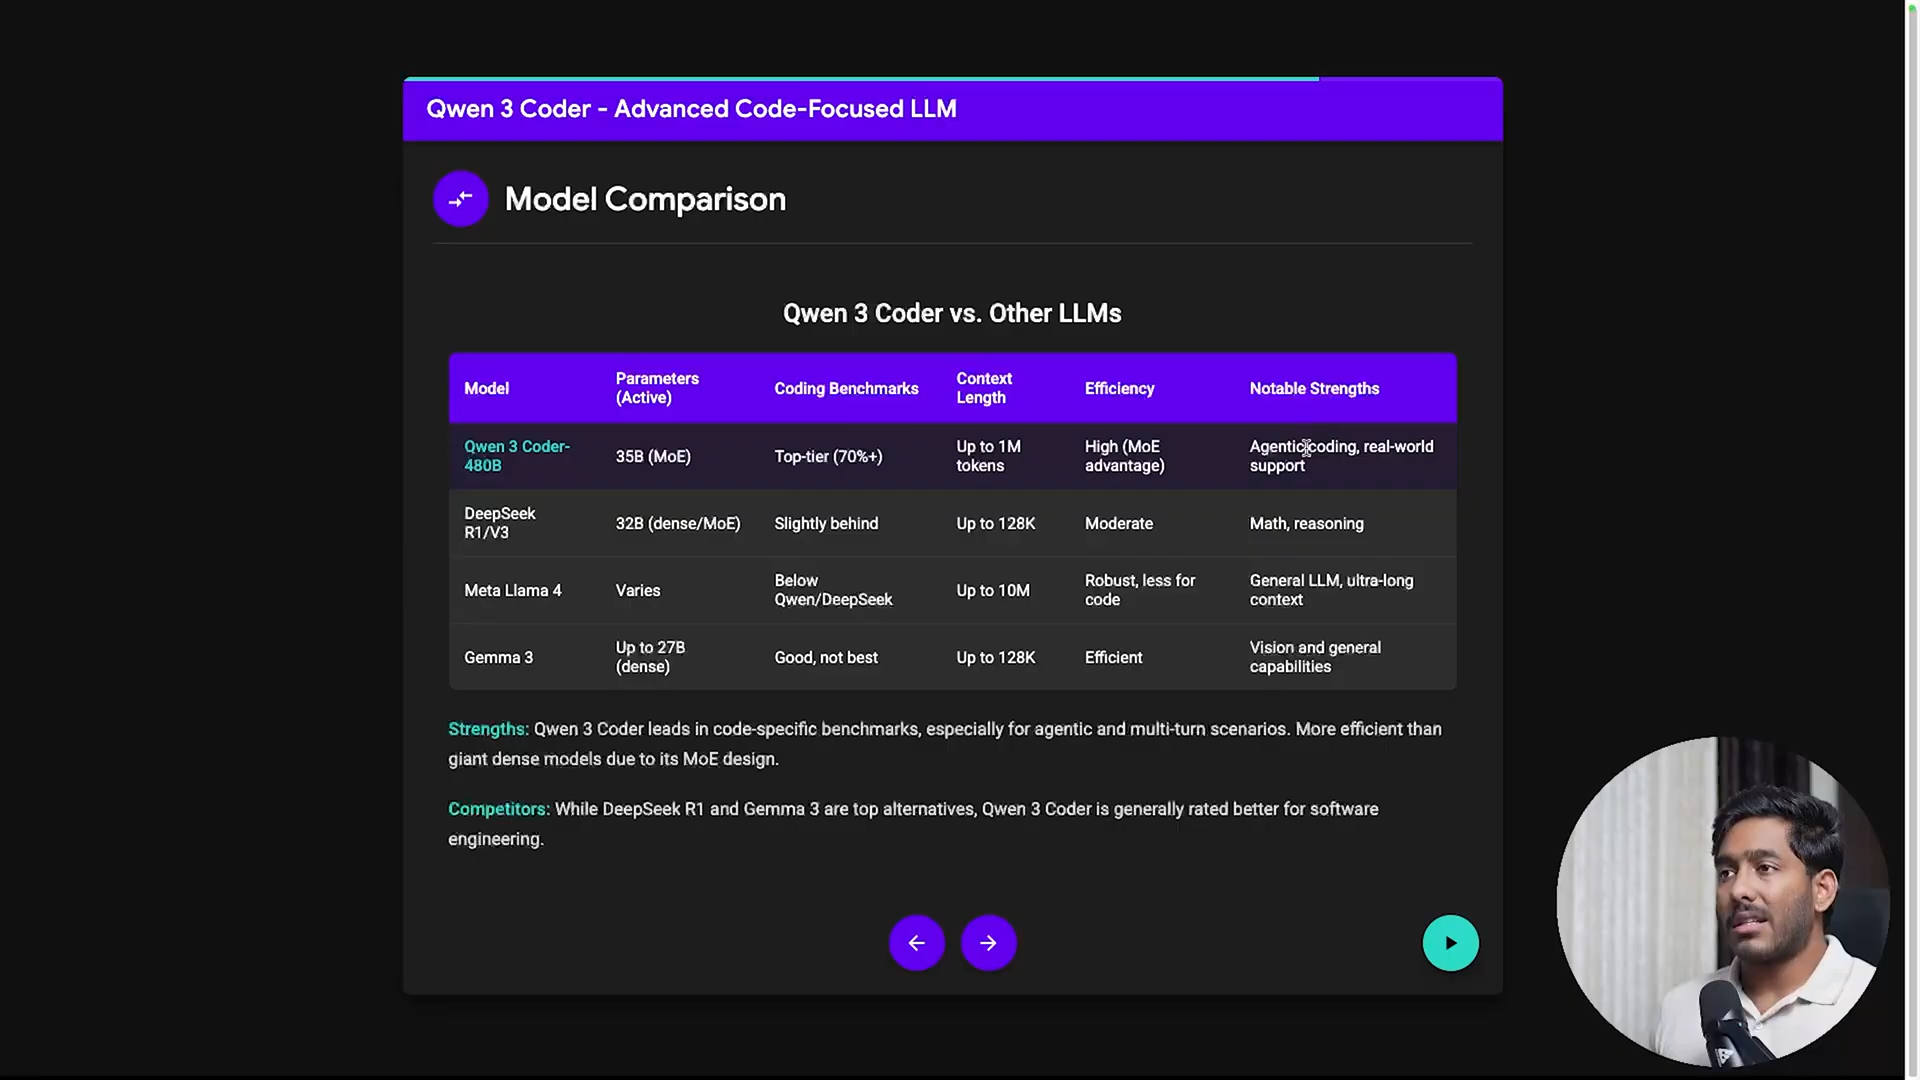 Qwen 3 Coder - Advanced Code-Focused LLM
Model Comparison
Qwen 3 Coder vs. Other LLMs
Model
Parameters
(Active)
Coding Benchmarks
Context
Length
Efficiency
Notable Strengths
Qwen 3 Coder-
480B
35B (MoE)
Top-tier (70%+)
Up to 1M
tokens
High (MoE
advantage)
Agentic coding, real-world
support
DeepSeek
R1/V3
32B (dense/MoE)
Slightly behind
Up to 128K
Moderate
Math, reasoning
Meta Llama 4
Varies
Below
Qwen/DeepSeek
Up to 10M
Robust, less for
code
General LLM, ultra-long
context
Gemma 3
Up to 27B
(dense)
Good, not best
Up to 128K
Efficient
Vision and general
capabilities
Strengths: Qwen 3 Coder leads in code-specific benchmarks, especially for agentic and multi-turn scenarios. More efficient than
giant dense models due to its MoE design.
Competitors: While DeepSeek R1 and Gemma 3 are top alternatives, Qwen 3 Coder is generally rated better for software
engineering.